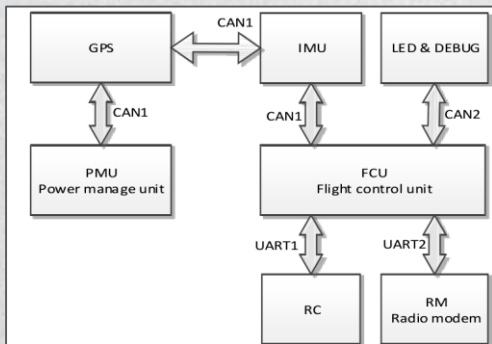 CAN1
GPS
IMU
LED & DEBUG
CAN1
CAN1
CAN2
PMU
Power manage unit
FCU
Flight control unit
UART1
UART2
RC
RM
Radio modem